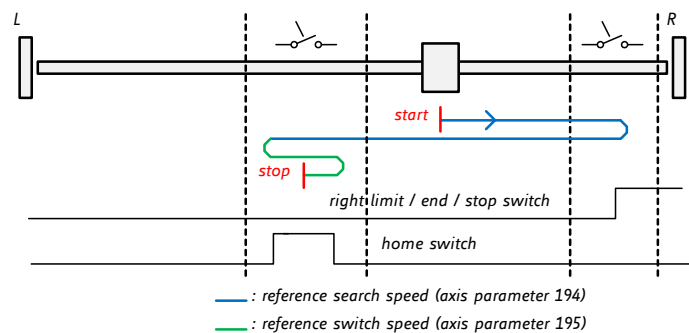 L
R
start
stop
right limit / end / stop switch
home switch
: reference search speed (axis parameter 194)
: reference switch speed (axis parameter 195)